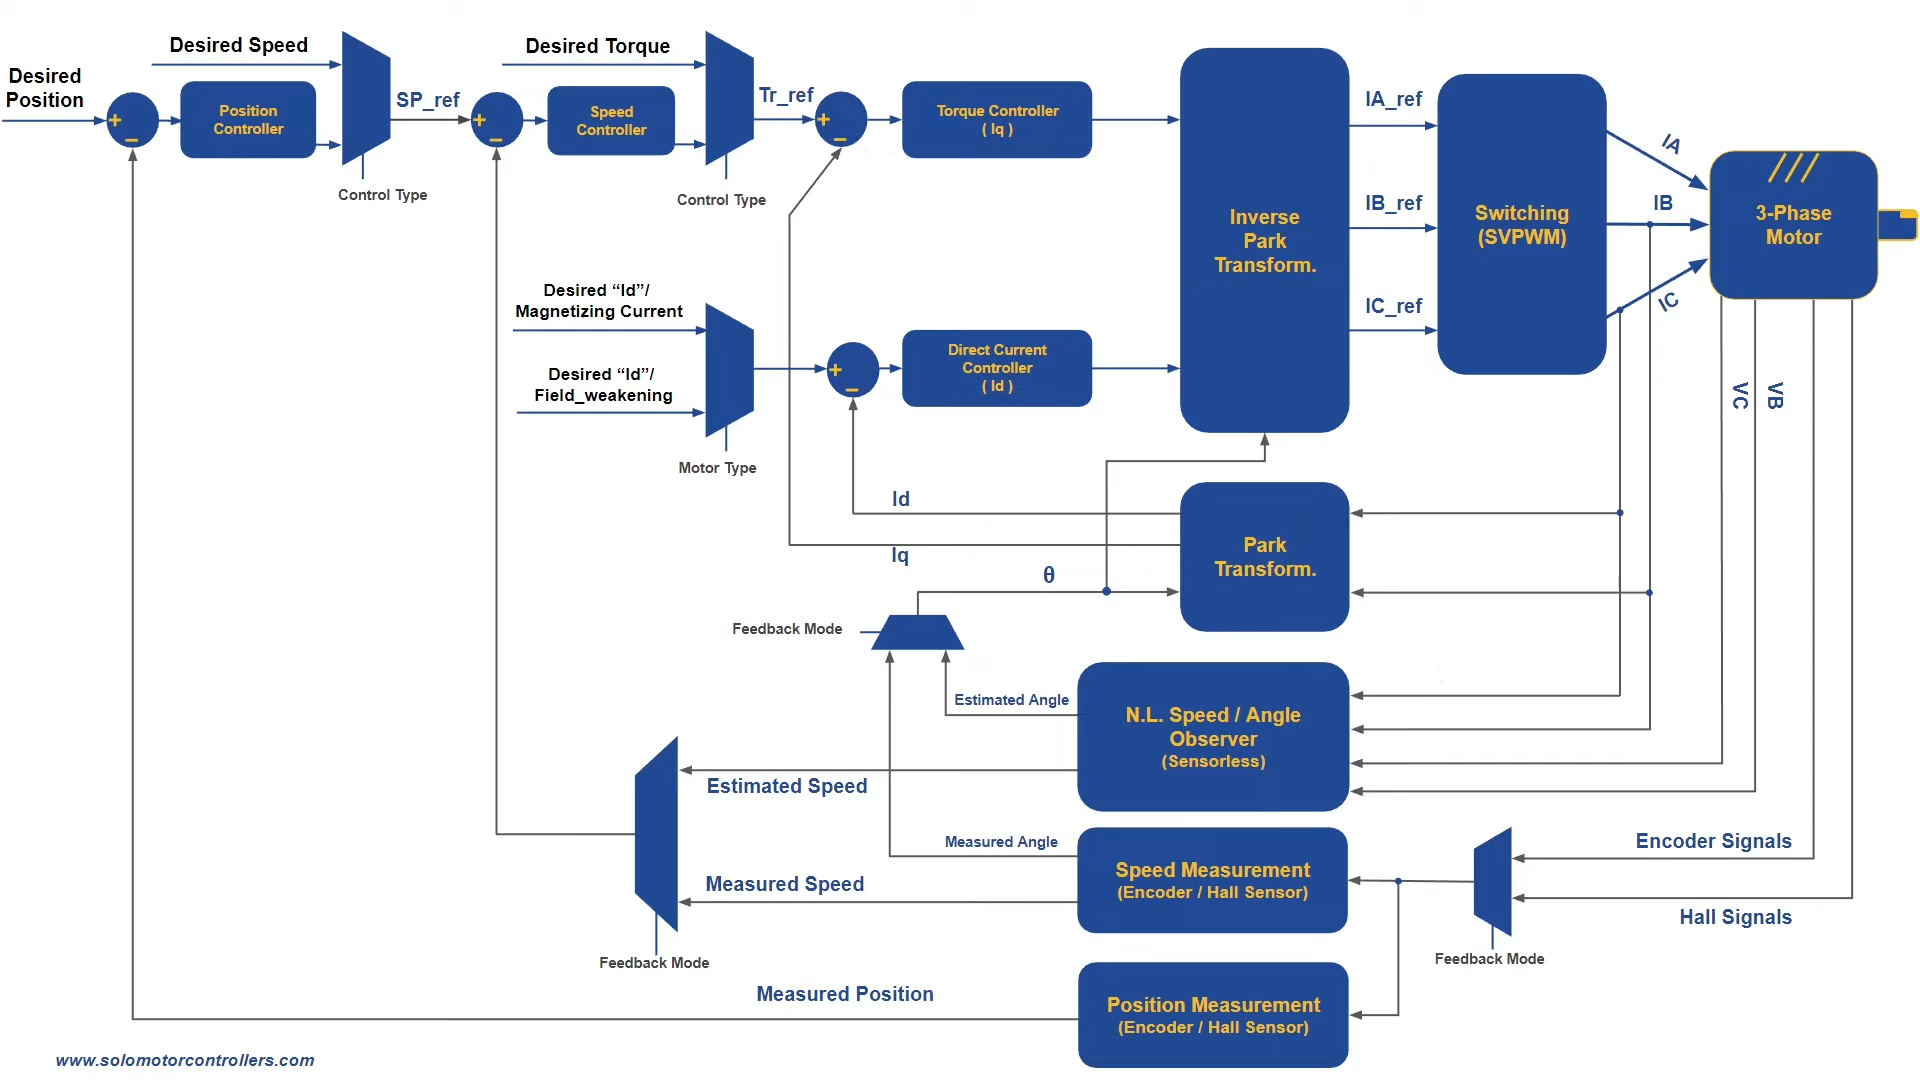 Desired Speed
Desired Torque
Desired
Position
+
−
Position
Controller
SP_ref
+
−
Speed
Controller
Tr_ref
+
−
Torque Controller
( Iq )
Control Type
Control Type
Inverse
Park
Transform.
IA_ref
IB_ref
IC_ref
Switching
(SVPWM)
IA
IB
IC
3-Phase
Motor
Desired “Id”/
Magnetizing Current
Desired “Id”/
Field_weakening
Motor Type
+
−
Direct Current
Controller
( Id )
VC
VB
Id
Iq
θ
Park
Transform.
Feedback Mode
Estimated Angle
N.L. Speed / Angle
Observer
(Sensorless)
Estimated Speed
Measured Angle
Speed Measurement
(Encoder / Hall Sensor)
Measured Speed
Encoder Signals
Hall Signals
Feedback Mode
Feedback Mode
Measured Position
Position Measurement
(Encoder / Hall Sensor)
www.solomotorcontrollers.com